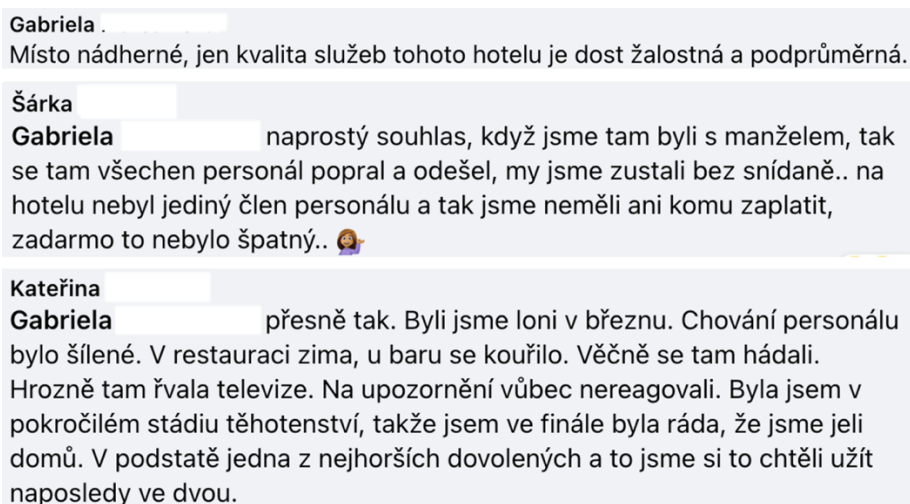 Gabriela
Místo nádherné, jen kvalita služeb tohoto hotelu je dost žalostná a podprůměrná.
Šárka
Gabriela naprostý souhlas, když jsme tam byli s manželem, tak
se tam všechen personál popral a odešel, my jsme zustali bez snídaně.. na
hotelu nebyl jediný člen personálu a tak jsme neměli ani komu zaplatit,
zadarmo to nebylo špatný.. 💁🏽‍♀️
Kateřina
Gabriela přesně tak. Byli jsme loni v březnu. Chování personálu
bylo šílené. V restauraci zima, u baru se kouřilo. Věčně se tam hádali.
Hrozně tam řvala televize. Na upozornění vůbec nereagovali. Byla jsem v
pokročilém stádiu těhotenství, takže jsem ve finále byla ráda, že jsme jeli
domů. V podstatě jedna z nejhorších dovolených a to jsme si to chtěli užít
naposledy ve dvou.